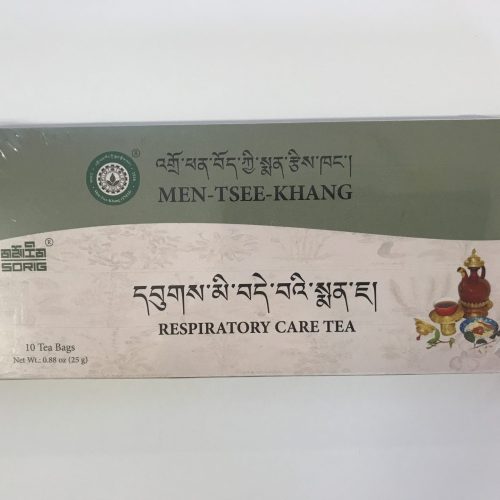 འགྲོ་ཕན་བོད་ཀྱི་སྨན་རྩིས་ཁང་།
®
MEN-TSEE-KHANG
®
SORIG
དབུགས་མི་བདེ་བའི་སྨན་ཇ།
RESPIRATORY CARE TEA
10 Tea Bags
Net Wt.: 0.88 oz (25 g)